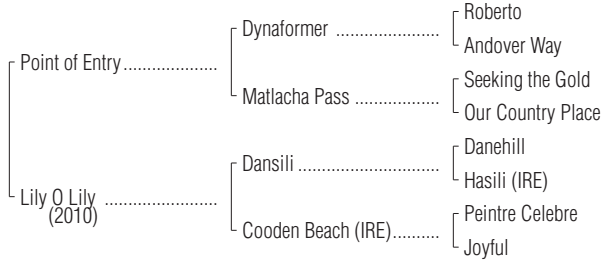 Roberto
Dynaformer ....................
Andover Way
Point of Entry ...................
Seeking the Gold
Matlacha Pass .................
Our Country Place
Danehill
Dansili ............................
Hasili (IRE)
Lily O Lily .......................
(2010)
Peintre Celebre
Cooden Beach (IRE)..........
Joyful